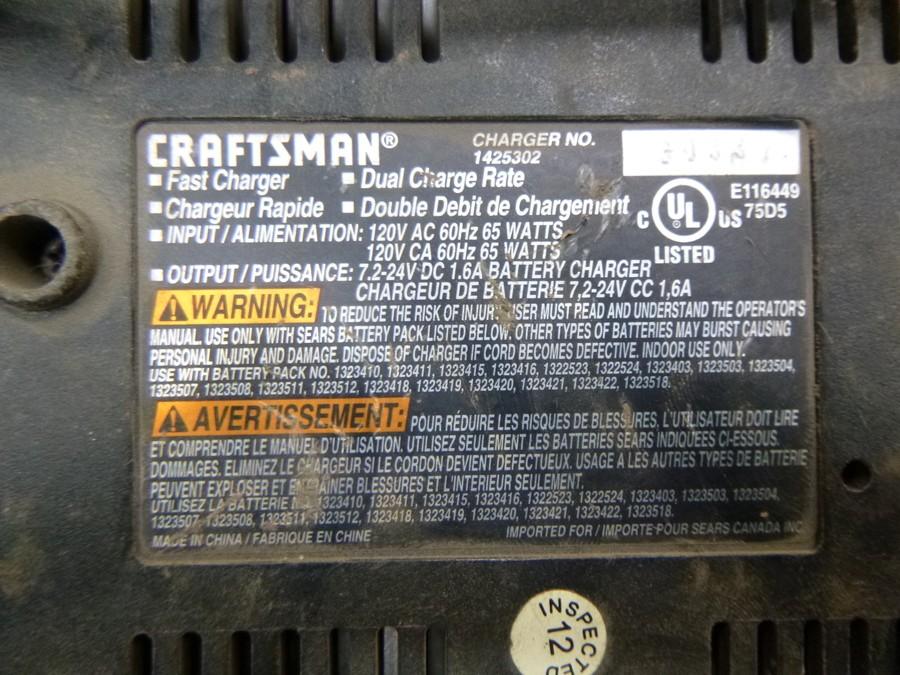 CRAFTSMAN® CHARGER NO.
1425302
▪ Fast Charger ▪ Dual Charge Rate
▪ Chargeur Rapide ▪ Double Debit de Chargement
E116449
75D5
C UL US
LISTED
▪ INPUT / ALIMENTATION: 120V AC 60Hz 65 WATTS
120V CA 60Hz 65 WATTS
▪ OUTPUT / PUISSANCE: 7.2-24V DC 1.6A BATTERY CHARGER
CHARGEUR DE BATTERIE 7,2-24V CC 1,6A
WARNING: TO REDUCE THE RISK OF INJURY USER MUST READ AND UNDERSTAND THE OPERATOR'S
MANUAL. USE ONLY WITH SEARS BATTERY PACK LISTED BELOW. OTHER TYPES OF BATTERIES MAY BURST CAUSING
PERSONAL INJURY AND DAMAGE. DISPOSE OF CHARGER IF CORD BECOMES DEFECTIVE. INDOOR USE ONLY.
USE WITH BATTERY PACK NO. 1323410, 1323411, 1323415, 1323416, 1322523, 1322524, 1323403, 1323503, 1323504,
1323507, 1323508, 1323511, 1323512, 1323418, 1323419, 1323420, 1323421, 1323422, 1323518.
AVERTISSEMENT: POUR RÉDUIRE LES RISQUES DE BLESSURES, L'UTILISATEUR DOIT LIRE
ET COMPRENDRE LE MANUEL D'UTILISATION. UTILISEZ SEULEMENT LES BATTERIES SEARS INDIQUEES CI-ESSOUS.
DOMMAGES. ELIMINEZ LE CHARGEUR SI LE CORDON DEVIENT DEFECTUEUX. USAGE A LES AUTRES TYPES DE BATTERIE
PEUVENT EXPLOSER ET ENTRAÎNER BLESSURES ET L'INTERIEUR SEULEMENT.
UTILISEZ LA BATTERIE 1323410, 1323411, 1323415, 1323416, 1322523, 1322524, 1323403, 1323503, 1323504,
1323507, 1323508, 1323511, 1323512, 1323418, 1323419, 1323420, 1323421, 1323422, 1323518.
MADE IN CHINA / FABRIQUE EN CHINE IMPORTED FOR / IMPORTE POUR SEARS CANADA INC
INSPECTED
12